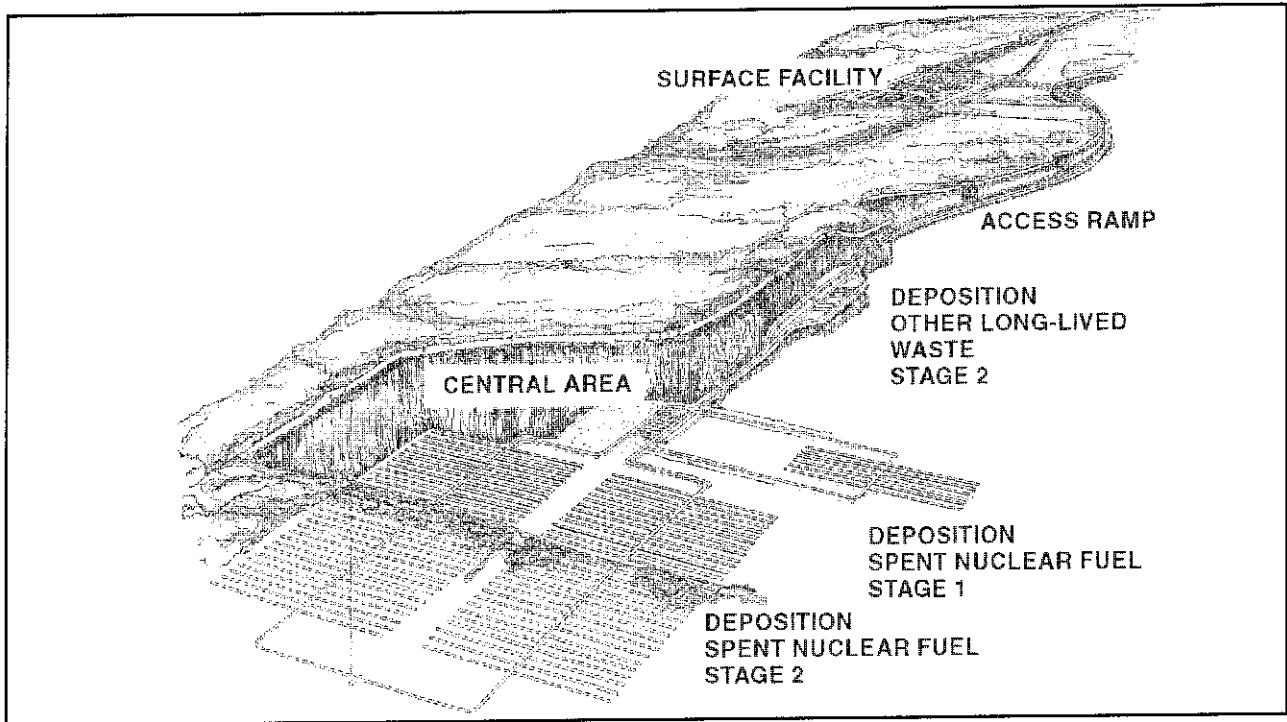 SURFACE FACILITY
ACCESS RAMP
DEPOSITION
OTHER LONG-LIVED
WASTE
STAGE 2
CENTRAL AREA
DEPOSITION
SPENT NUCLEAR FUEL
STAGE 1
DEPOSITION
SPENT NUCLEAR FUEL
STAGE 2